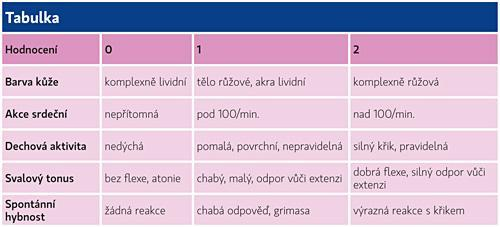 Tabulka
Hodnocení 0 1 2
Barva kůže komplexně lividní tělo růžové, akra lividní komplexně růžová
Akce srdeční nepřítomná pod 100/min. nad 100/min.
Dechová aktivita nedýchá pomalá, povrchní, nepravidelná silný křik, pravidelná
Svalový tonus bez flexe, atonie chabý, malý, odpor vůči extenzi dobrá flexe, silný odpor vůči
extenzi
Spontánní
hybnost žádná reakce chabá odpověď, grimasa výrazná reakce s křikem